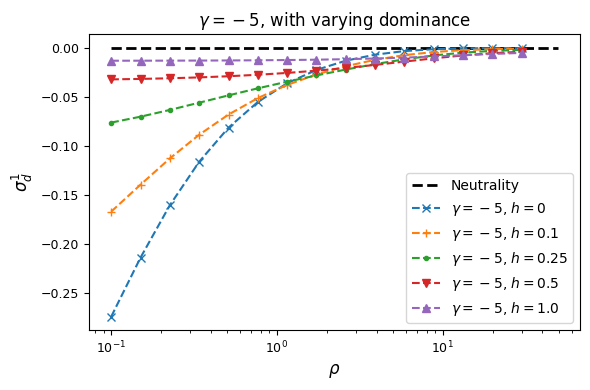 γ = −5, with varying dominance
0.00
−0.05
−0.10
−0.15
−0.20
−0.25
σ_d^1
10^−1
10^0
10^1
ρ
Neutrality
γ = −5, h = 0
γ = −5, h = 0.1
γ = −5, h = 0.25
γ = −5, h = 0.5
γ = −5, h = 1.0